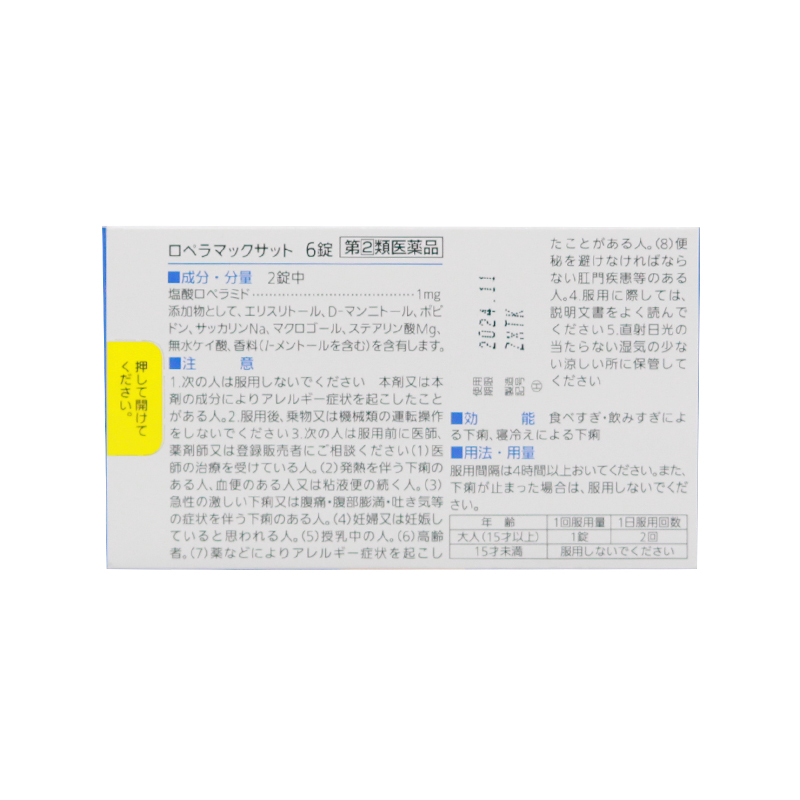 押して開けて
ください。
ロペラマックサット 6錠 第②類医薬品
■成分・分量 2錠中
塩酸ロペラミド……………………………1mg
添加物として、エリスリトール、D-マンニトール、ポビ
ドン、サッカリンNa、マクロゴール、ステアリン酸Mg、
無水ケイ酸、香料(l-メントールを含む)を含有します。
■注 意
1.次の人は服用しないでください 本剤又は本
剤の成分によりアレルギー症状を起こしたこと
がある人。2.服用後、乗物又は機械類の運転操作
をしないでください3.次の人は服用前に医師、
薬剤師又は登録販売者にご相談ください(1)医
師の治療を受けている人。(2)発熱を伴う下痢の
ある人、血便のある人又は粘液便の続く人。(3)
急性の激しい下痢又は腹痛・腹部膨満・吐き気等
の症状を伴う下痢のある人。(4)妊婦又は妊娠し
ていると思われる人。(5)授乳中の人。(6)高齢
者。(7)薬などによりアレルギー症状を起こし
たことがある人。(8)便
秘を避けなければなら
ない肛門疾患等のある
人。4.服用に際しては、
説明文書をよく読んで
ください5.直射日光の
当たらない湿気の少な
い涼しい所に保管して
ください
使用
期限
2024.11
製造
記号
■効 能 食べすぎ・飲みすぎによ
る下痢、寝冷えによる下痢
■用法・用量
服用間隔は4時間以上おいてください。また、
下痢が止まった場合は、服用しないでくだ
さい。
年 齢 1回服用量 1日服用回数
大人(15才以上) 1錠 2回
15才未満 服用しないでください